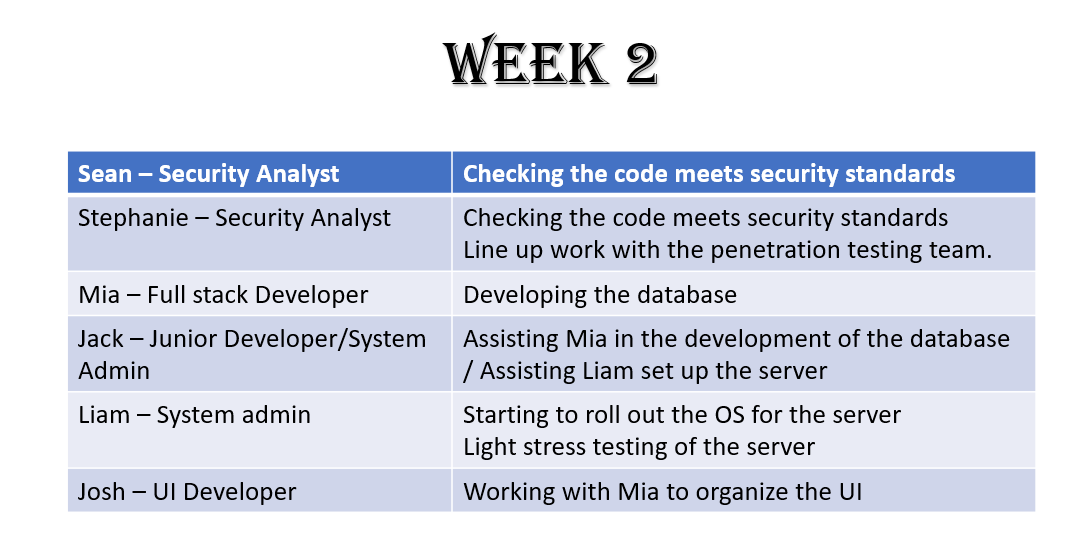 WEEK 2
Sean – Security Analyst
Checking the code meets security standards
Stephanie – Security Analyst
Checking the code meets security standards
Line up work with the penetration testing team.
Mia – Full stack Developer
Developing the database
Jack – Junior Developer/System
Admin
Assisting Mia in the development of the database
/ Assisting Liam set up the server
Liam – System admin
Starting to roll out the OS for the server
Light stress testing of the server
Josh – UI Developer
Working with Mia to organize the UI